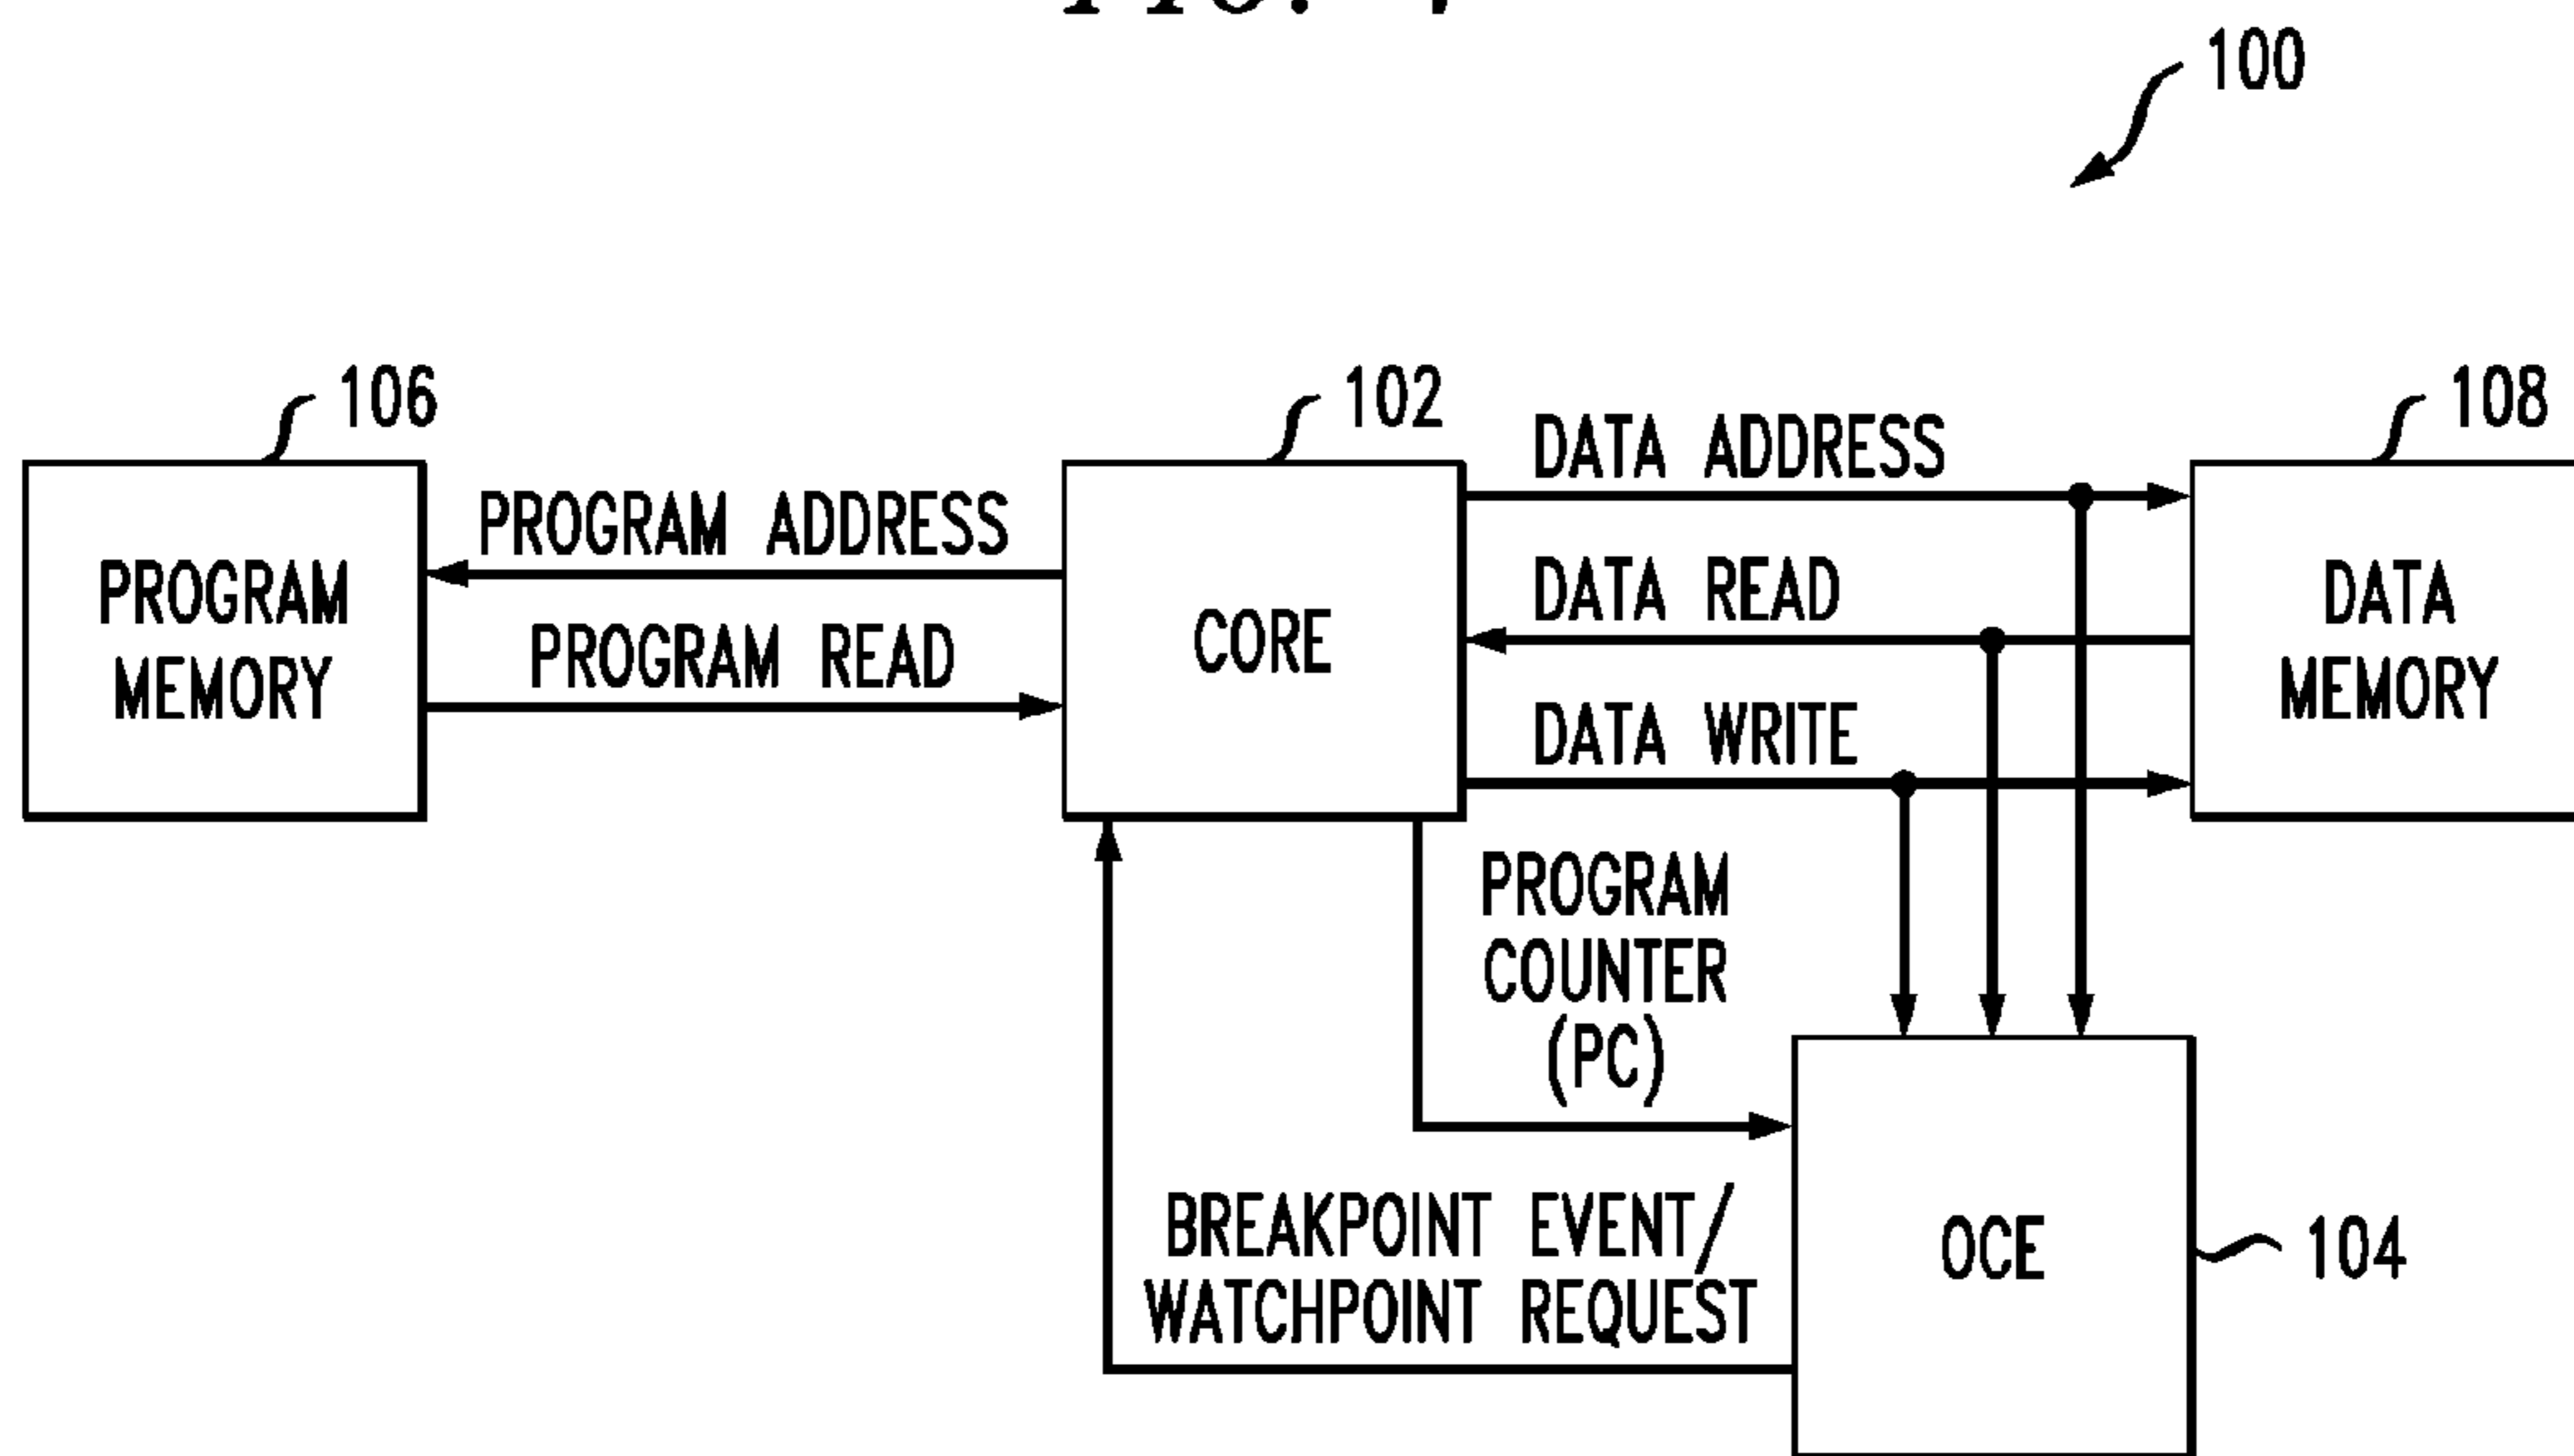 100
106
102
108
DATA ADDRESS
PROGRAM ADDRESS
DATA READ
PROGRAM
MEMORY
CORE
DATA
MEMORY
PROGRAM READ
DATA WRITE
PROGRAM
COUNTER
(PC)
BREAKPOINT EVENT/
WATCHPOINT REQUEST
OCE
104